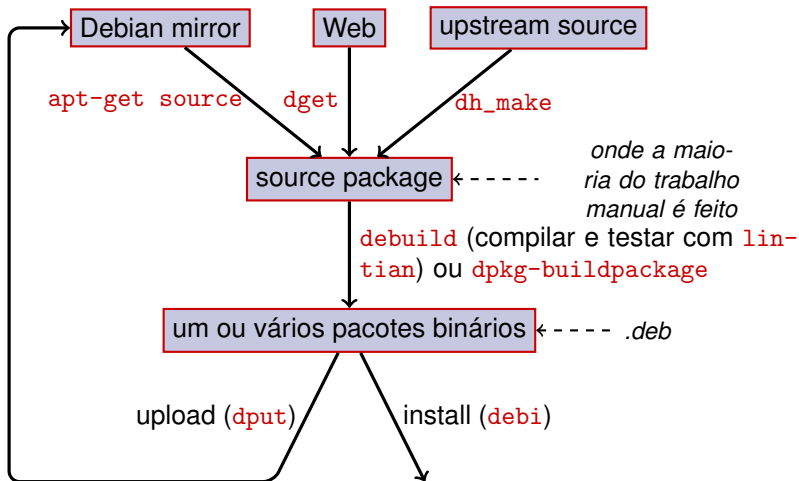 Debian mirror
Web
upstream source
apt-get source
dget
dh_make
source package
onde a maio-
ria do trabalho
manual é feito
debuild (compilar e testar com lin-
tian) ou dpkg-buildpackage
um ou vários pacotes binários
.deb
upload (dput)
install (debi)